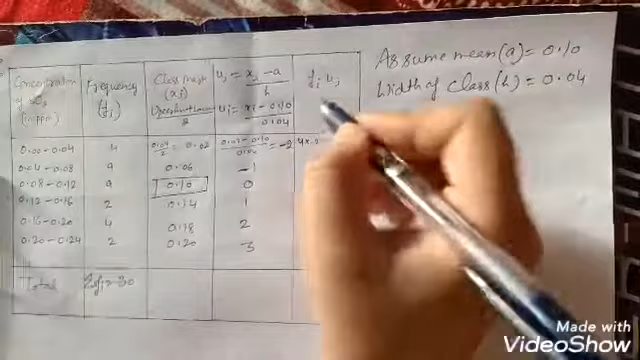 Assume mean (a) = 0.10
Width of class (h) = 0.04
Concentration of SO2 (in ppm)
Frequency (fi)
Class mark (xi)
ui = xi - a / h
ui = xi - 0.10 / 0.04
fi ui
0.00-0.04 4 = 0.02 = -2 4x-2
0.04-0.08 9 0.06 -1
0.08-0.12 9 0.10 0
0.12-0.16 2 0.14 1
0.16-0.20 4 0.18 2
0.20-0.24 2 0.20 3
Total Σfi = 30
Made with
VideoShow